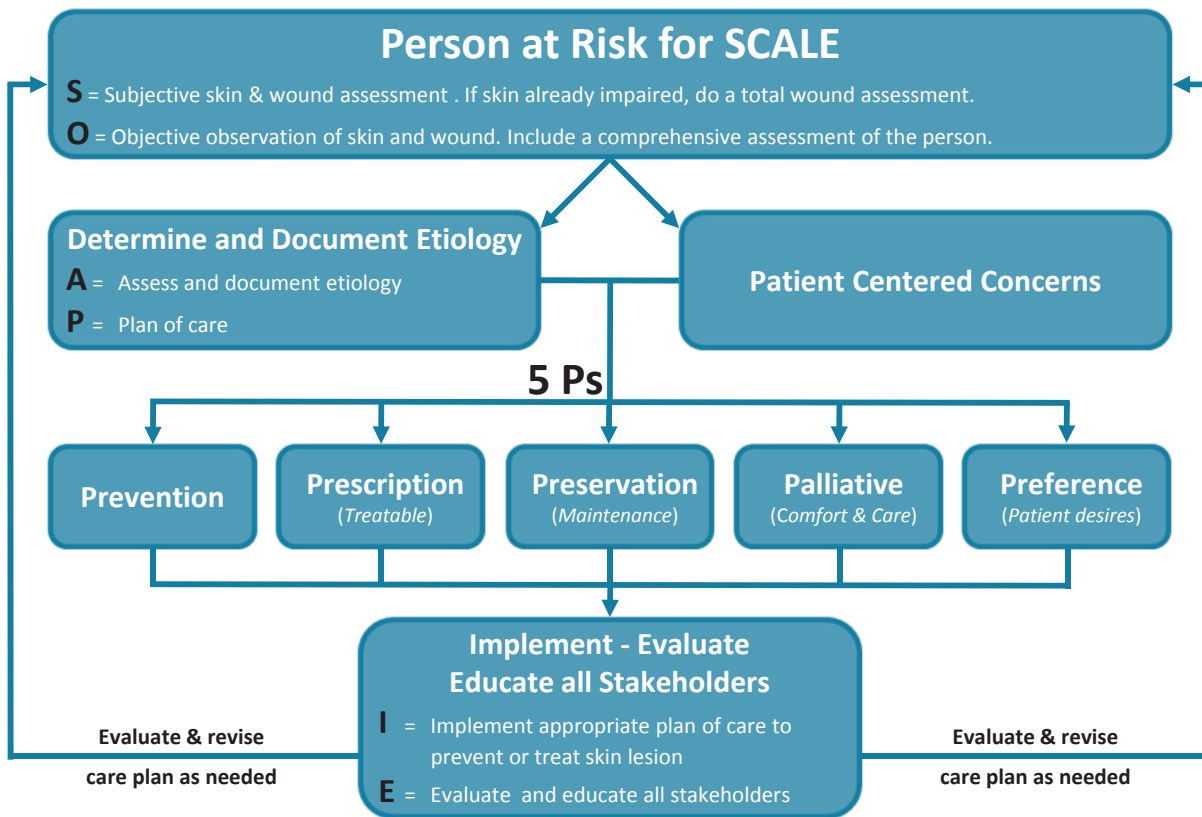 Person at Risk for SCALE
S = Subjective skin & wound assessment . If skin already impaired, do a total wound assessment.
O = Objective observation of skin and wound. Include a comprehensive assessment of the person.
Determine and Document Etiology
A = Assess and document etiology
P = Plan of care
Patient Centered Concerns
5 Ps
Prevention
Prescription
(Treatable)
Preservation
(Maintenance)
Palliative
(Comfort & Care)
Preference
(Patient desires)
Implement - Evaluate
Educate all Stakeholders
I = Implement appropriate plan of care to
prevent or treat skin lesion
E = Evaluate and educate all stakeholders
Evaluate & revise
care plan as needed
Evaluate & revise
care plan as needed